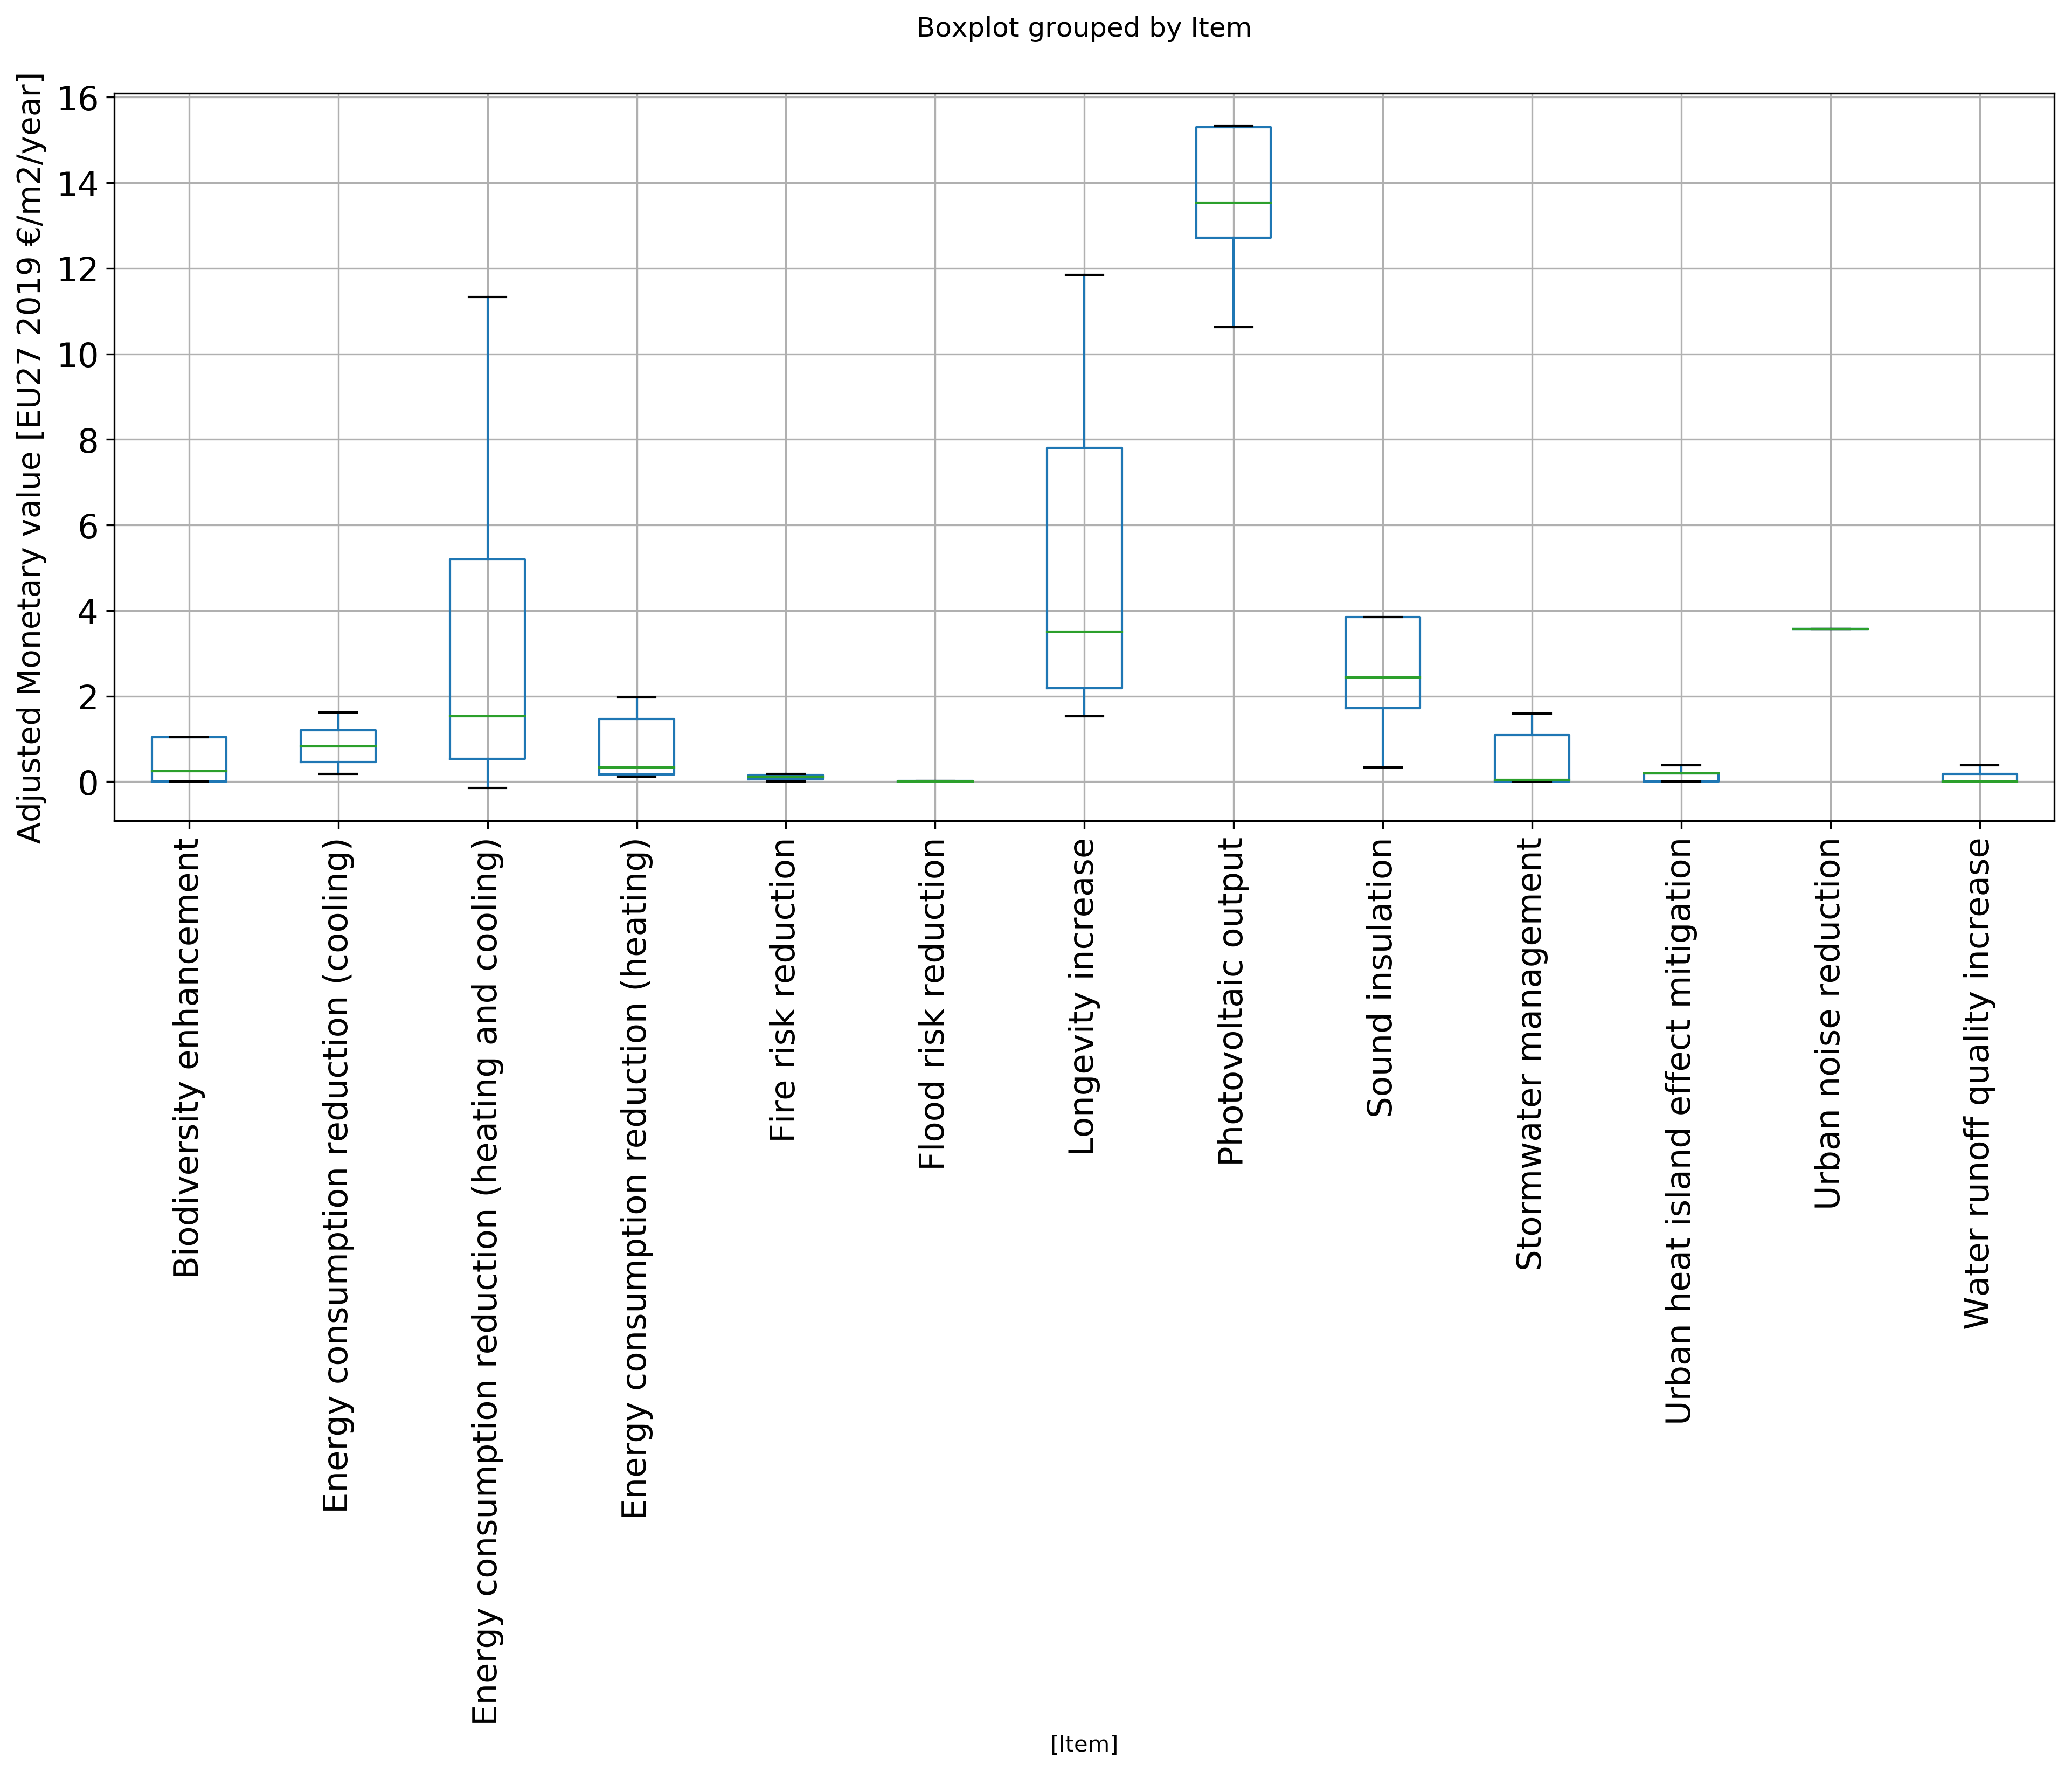 Boxplot grouped by Item
Adjusted Monetary value [EU27 2019 €/m2/year]
16
14
12
10
8
6
4
2
0
Biodiversity enhancement
Energy consumption reduction (cooling)
Energy consumption reduction (heating and cooling)
Energy consumption reduction (heating)
Fire risk reduction
Flood risk reduction
Longevity increase
Photovoltaic output
Sound insulation
Stormwater management
Urban heat island effect mitigation
Urban noise reduction
Water runoff quality increase
[Item]